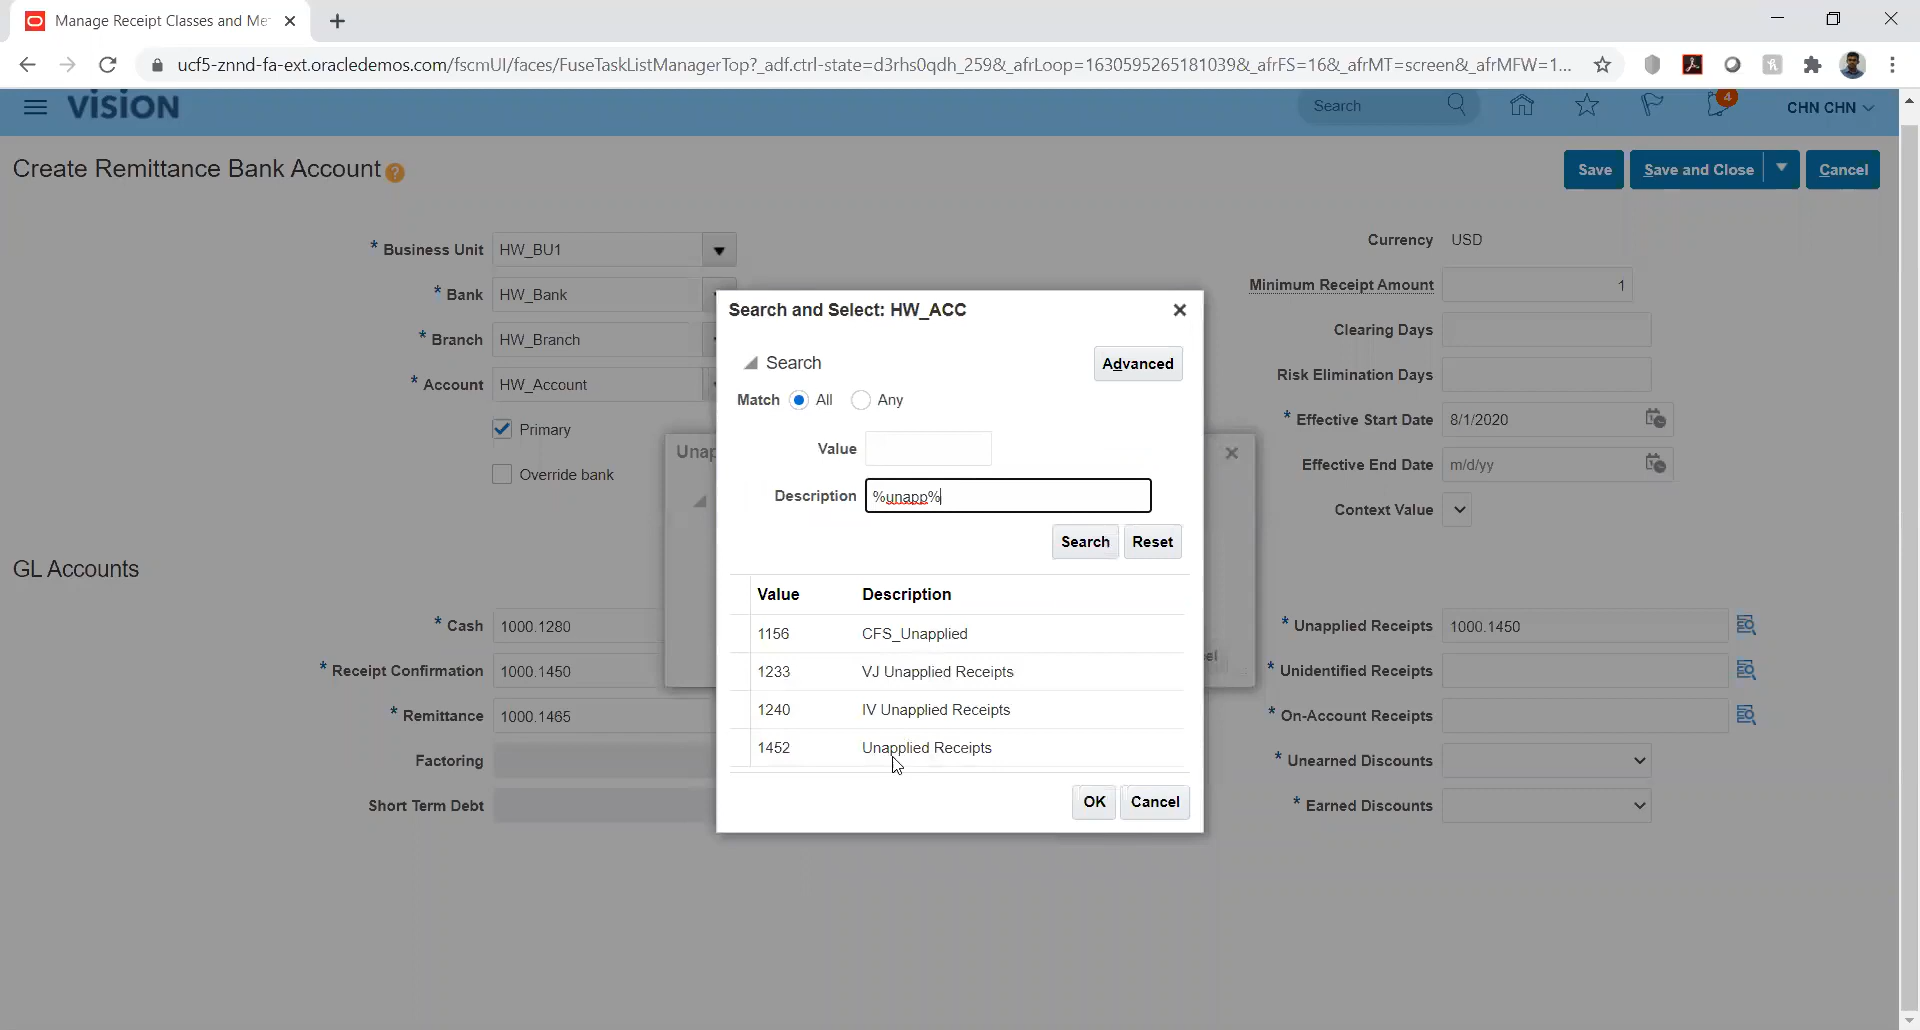 Manage Receipt Classes and Me
ucf5-znnd-fa-ext.oracledemos.com/fscmUI/faces/FuseTaskListManagerTop?_adf.ctrl-state=d3rhs0qdh_259&_afrLoop=1630595265181039&_afrFS=16&_afrMT=screen&_afrMFW=1...
VISION
Search
4
CHN CHN
Create Remittance Bank Account
?
Save
Save and Close
Cancel
* Business Unit HW_BU1
* Bank HW_Bank
* Branch HW_Branch
* Account HW_Account
Primary
Override bank
Currency USD
Minimum Receipt Amount 1
Clearing Days
Risk Elimination Days
* Effective Start Date 8/1/2020
Effective End Date m/d/yy
Context Value
GL Accounts
* Cash 1000.1280
* Receipt Confirmation 1000.1450
* Remittance 1000.1465
Factoring
Short Term Debt
* Unapplied Receipts 1000.1450
* Unidentified Receipts
* On-Account Receipts
* Unearned Discounts
* Earned Discounts
Unap
el
Search and Select: HW_ACC
Search
Advanced
Match All Any
Value
Description %unapp%
Search Reset
Value Description
1156 CFS_Unapplied
1233 VJ Unapplied Receipts
1240 IV Unapplied Receipts
1452 Unapplied Receipts
OK Cancel